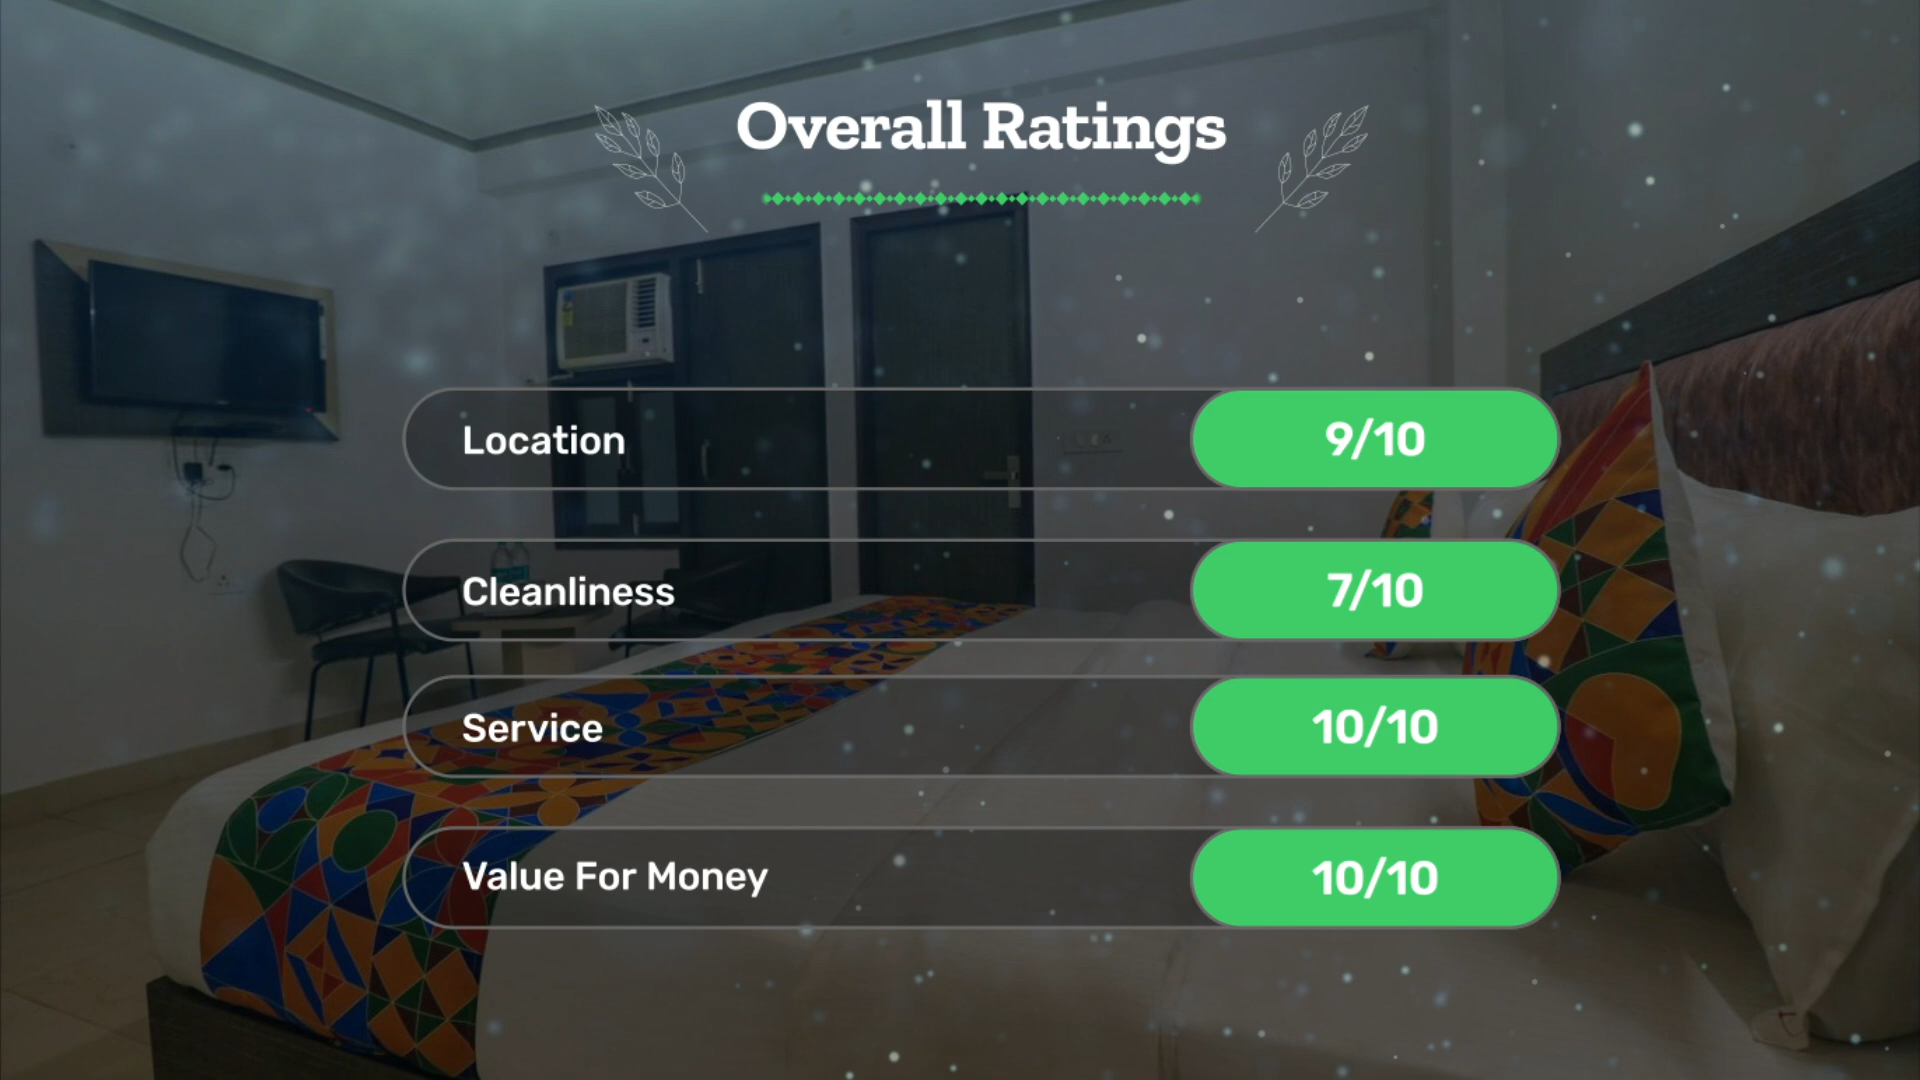 Overall Ratings
Location 9/10
Cleanliness 7/10
Service 10/10
Value For Money 10/10